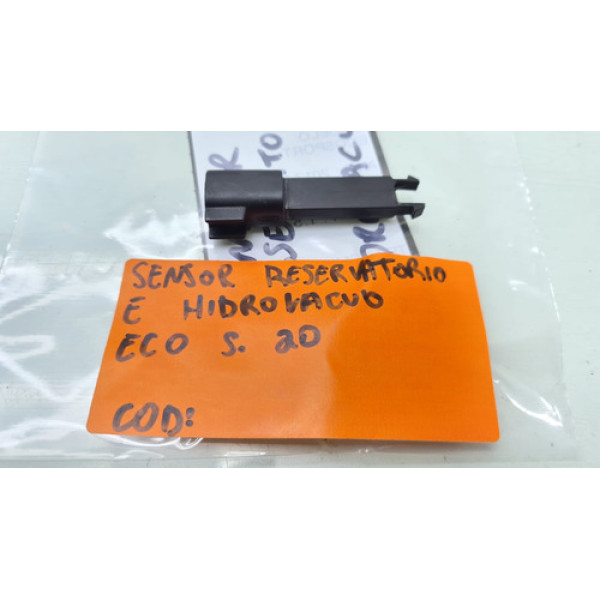 SENSOR RESERVATORIO
E HIDROVACUO
ECO S. 20
COD: